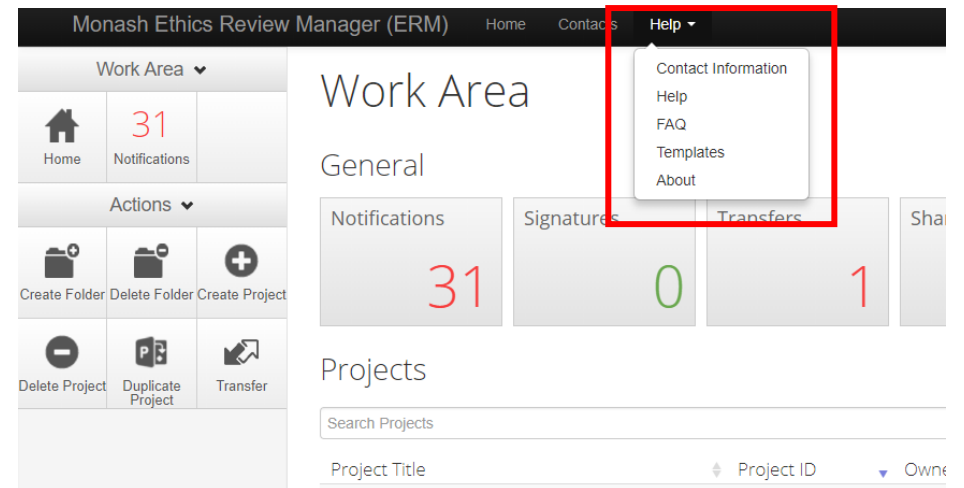 Monash Ethics Review Manager (ERM) Home Contacts Help
Work Area
31
Home Notifications
Actions
Create Folder Delete Folder Create Project
Delete Project Duplicate Project Transfer
Contact Information
Help
FAQ
Templates
About
Work Area
General
Notifications Signatures Transfers
31 0 1
Projects
Search Projects
Project Title Project ID